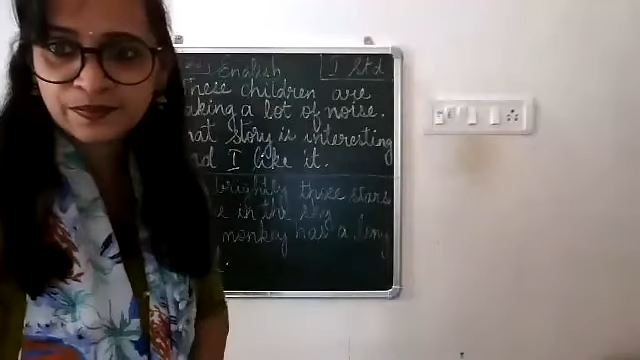 English I Std
These children are
aking a lot of noise.
hat story is interesting
nd I like it.
brightly those stars
e in the sky
monkey has a long